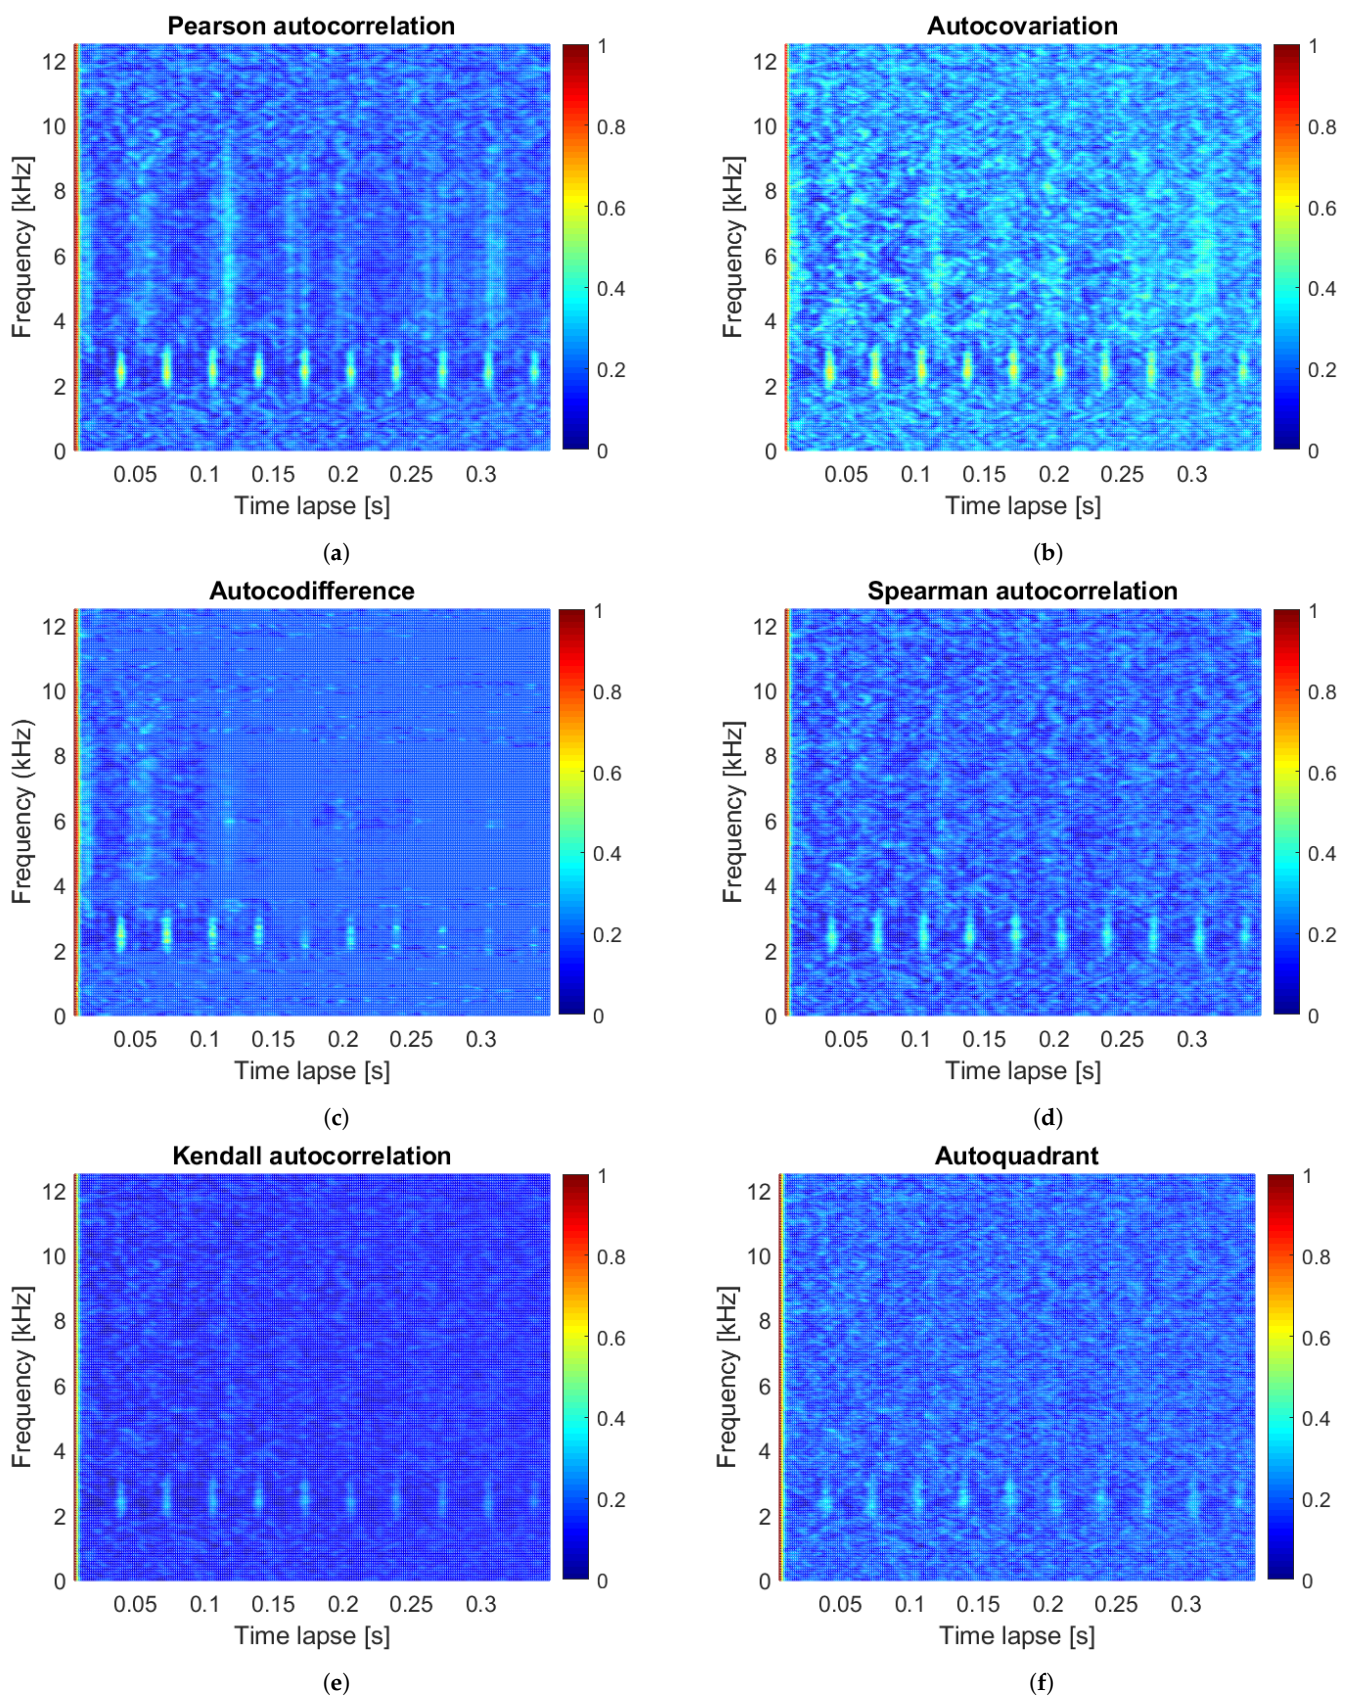 Pearson autocorrelation
12
10
8
6
4
2
0
Frequency [kHz]
0.05 0.1 0.15 0.2 0.25 0.3
Time lapse [s]
1
0.8
0.6
0.4
0.2
0
(a)
Autocovariation
12
10
8
6
4
2
0
Frequency [kHz]
0.05 0.1 0.15 0.2 0.25 0.3
Time lapse [s]
1
0.8
0.6
0.4
0.2
0
(b)
Autocodifference
12
10
8
6
4
2
0
Frequency (kHz)
0.05 0.1 0.15 0.2 0.25 0.3
Time lapse [s]
1
0.8
0.6
0.4
0.2
0
(c)
Spearman autocorrelation
12
10
8
6
4
2
0
Frequency [kHz]
0.05 0.1 0.15 0.2 0.25 0.3
Time lapse [s]
1
0.8
0.6
0.4
0.2
0
(d)
Kendall autocorrelation
12
10
8
6
4
2
0
Frequency [kHz]
0.05 0.1 0.15 0.2 0.25 0.3
Time lapse [s]
1
0.8
0.6
0.4
0.2
0
(e)
Autoquadrant
12
10
8
6
4
2
0
Frequency [kHz]
0.05 0.1 0.15 0.2 0.25 0.3
Time lapse [s]
1
0.8
0.6
0.4
0.2
0
(f)